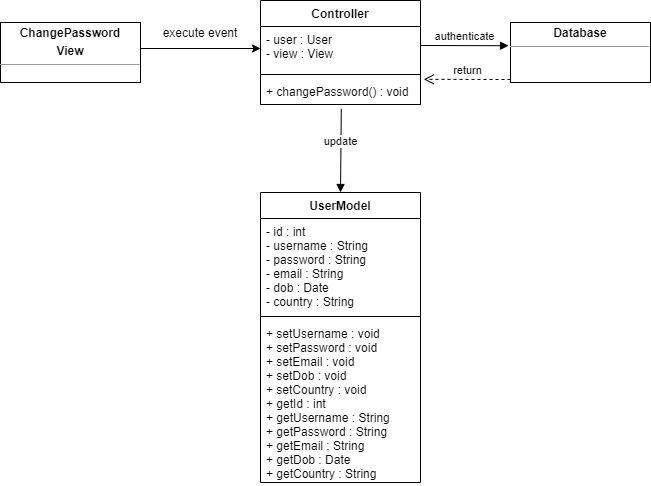 ChangePassword
View
execute event
Controller
- user : User
- view : View
+ changePassword() : void
authenticate
return
Database
update
UserModel
- id : int
- username : String
- password : String
- email : String
- dob : Date
- country : String
+ setUsername : void
+ setPassword : void
+ setEmail : void
+ setDob : void
+ setCountry : void
+ getId : int
+ getUsername : String
+ getPassword : String
+ getEmail : String
+ getDob : Date
+ getCountry : String